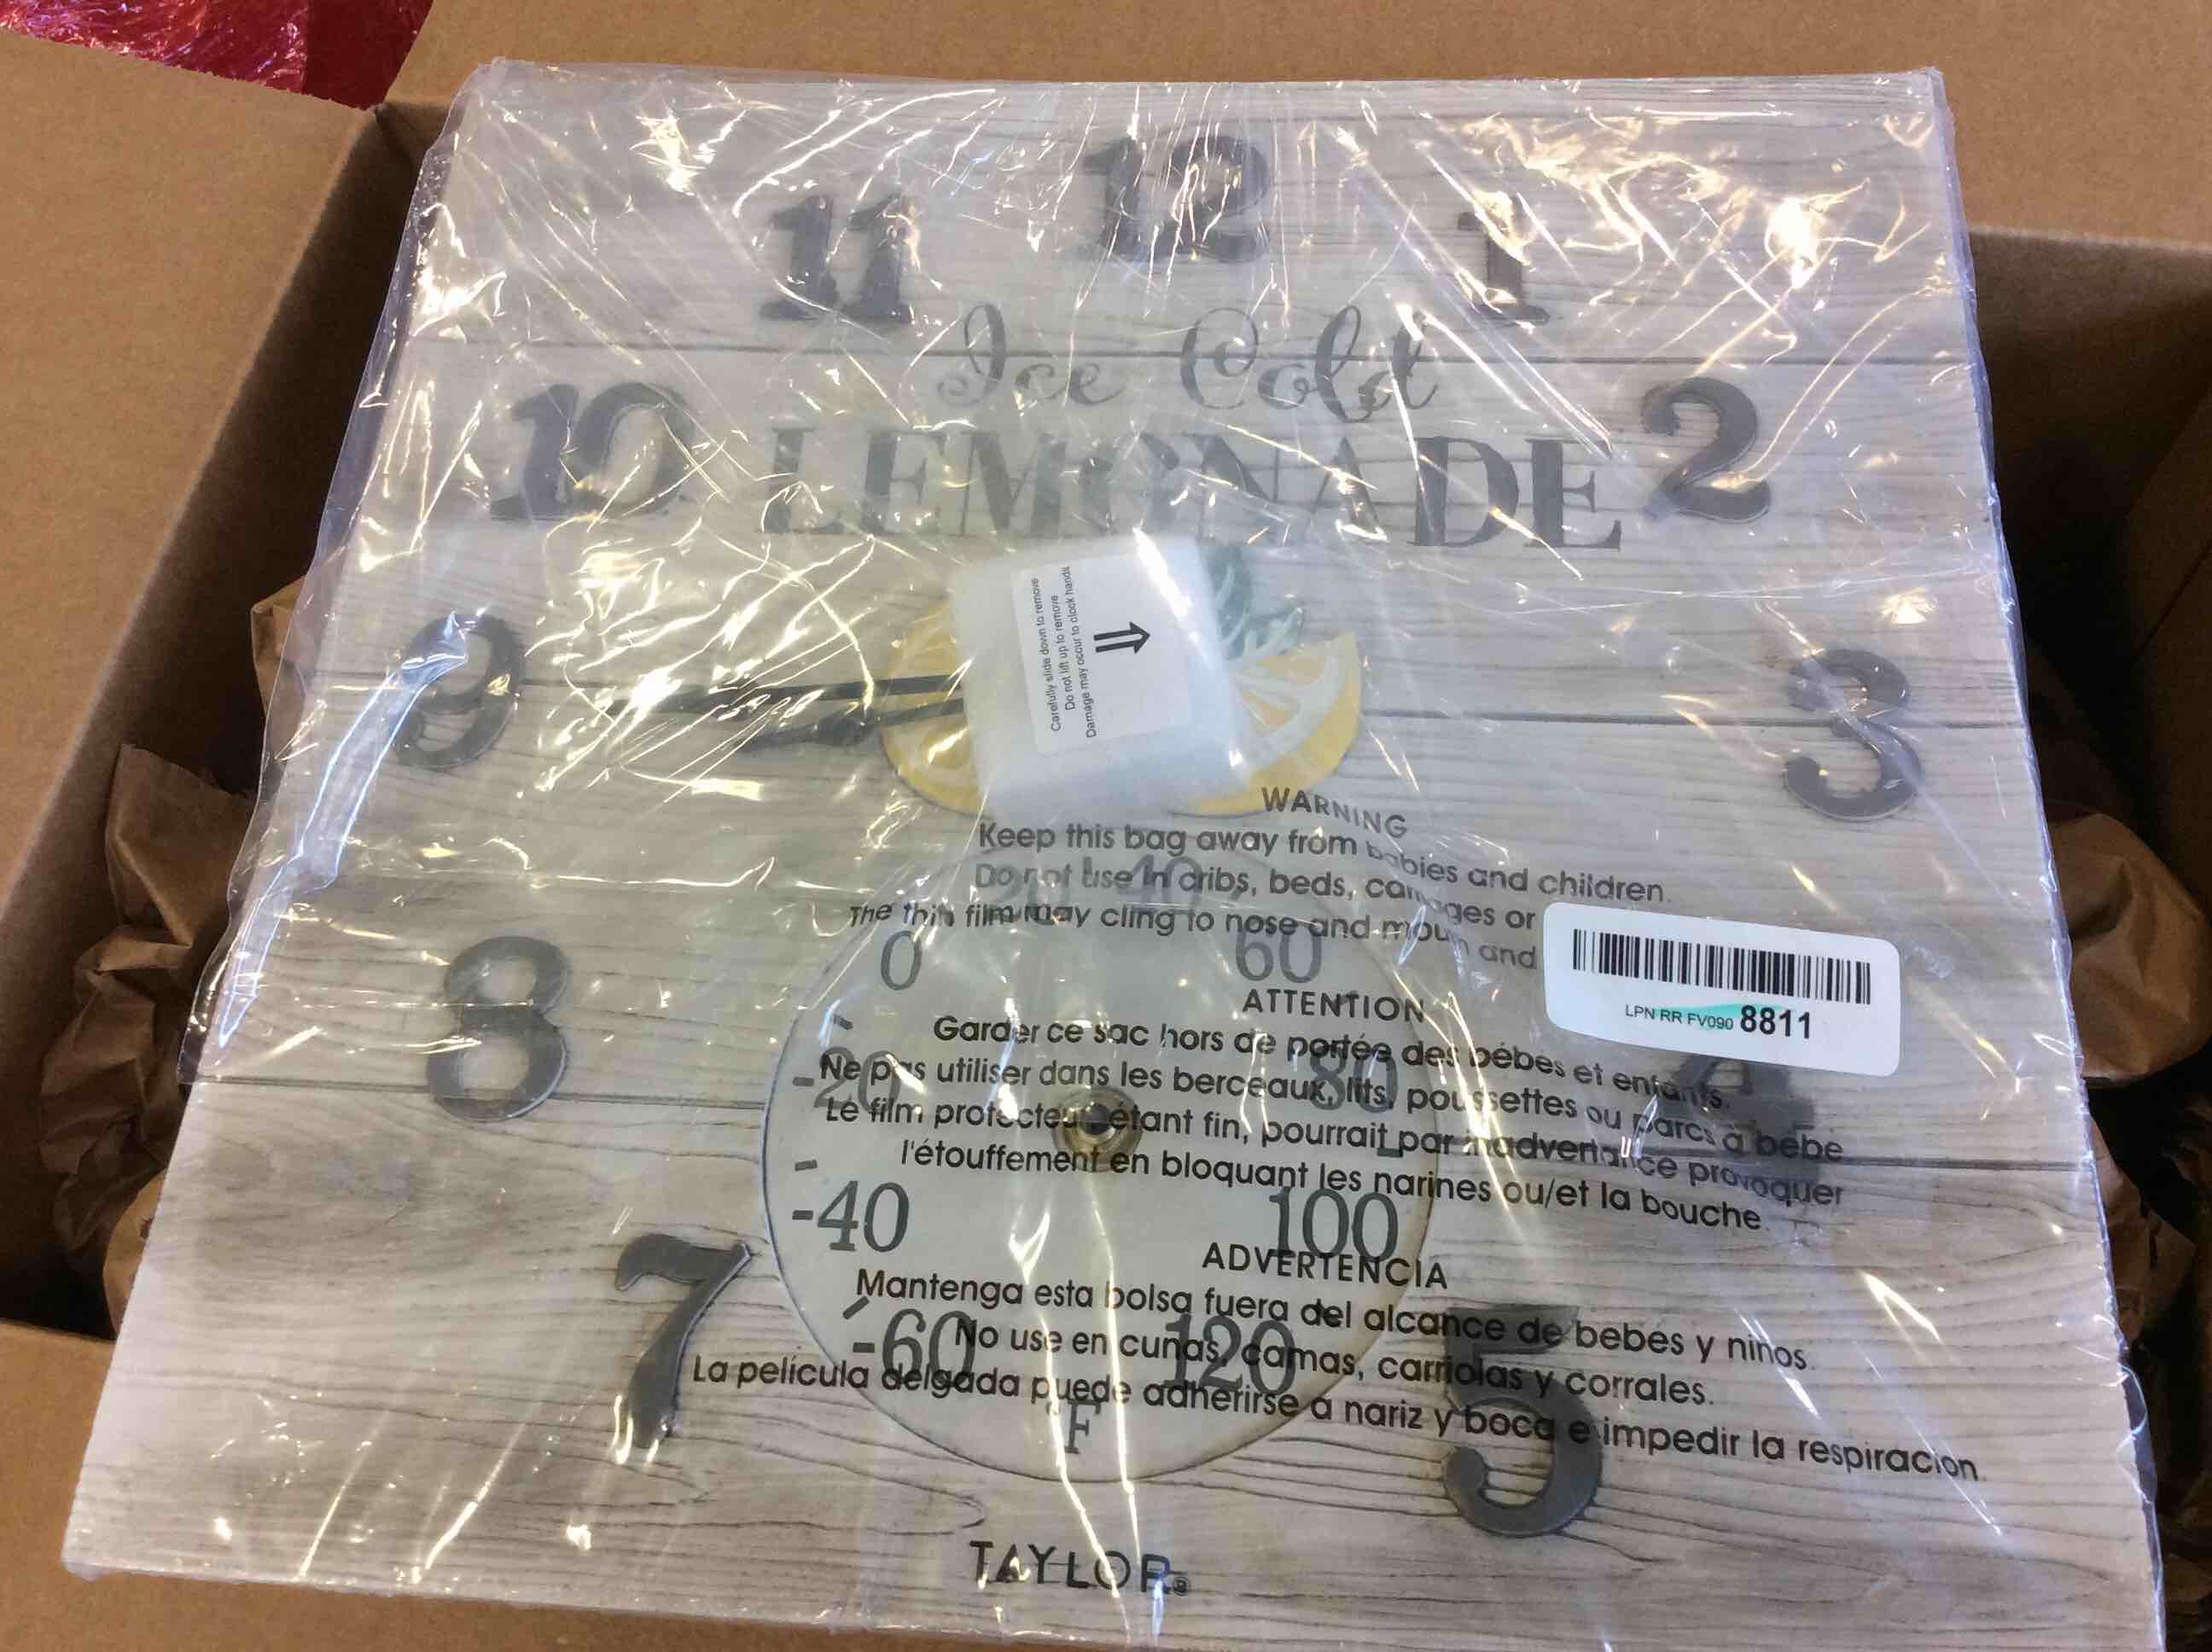 12
11
1
Ice Cold
10
2
LEMONADE
Carefully slide down to remove
Do not lift up to remove
Damage may occur to clock hands
9
3
WARNING
Keep this bag away from babies and children.
Do not use in cribs, beds, carriages or
The thin film may cling to nose and mouth and
40
0
60
LPN RR FV090 8811
8
ATTENTION
Garder ce sac hors de portée des bébes et enfants.
-20
80
4
Ne pas utiliser dans les berceaux, lits, poussettes ou parcs à bébe
Le film protecteur étant fin, pourrait par inadvertance provoquer
l'étouffement en bloquant les narines ou/et la bouche.
-40
100
7
ADVERTENCIA
Mantenga esta bolsa fuera del alcance de bebes y ninos.
-60
120
5
No use en cunas, camas, carriolas y corrales.
La película delgada puede adherirse a nariz y boca e impedir la respiracion.
°F
TAYLOR®